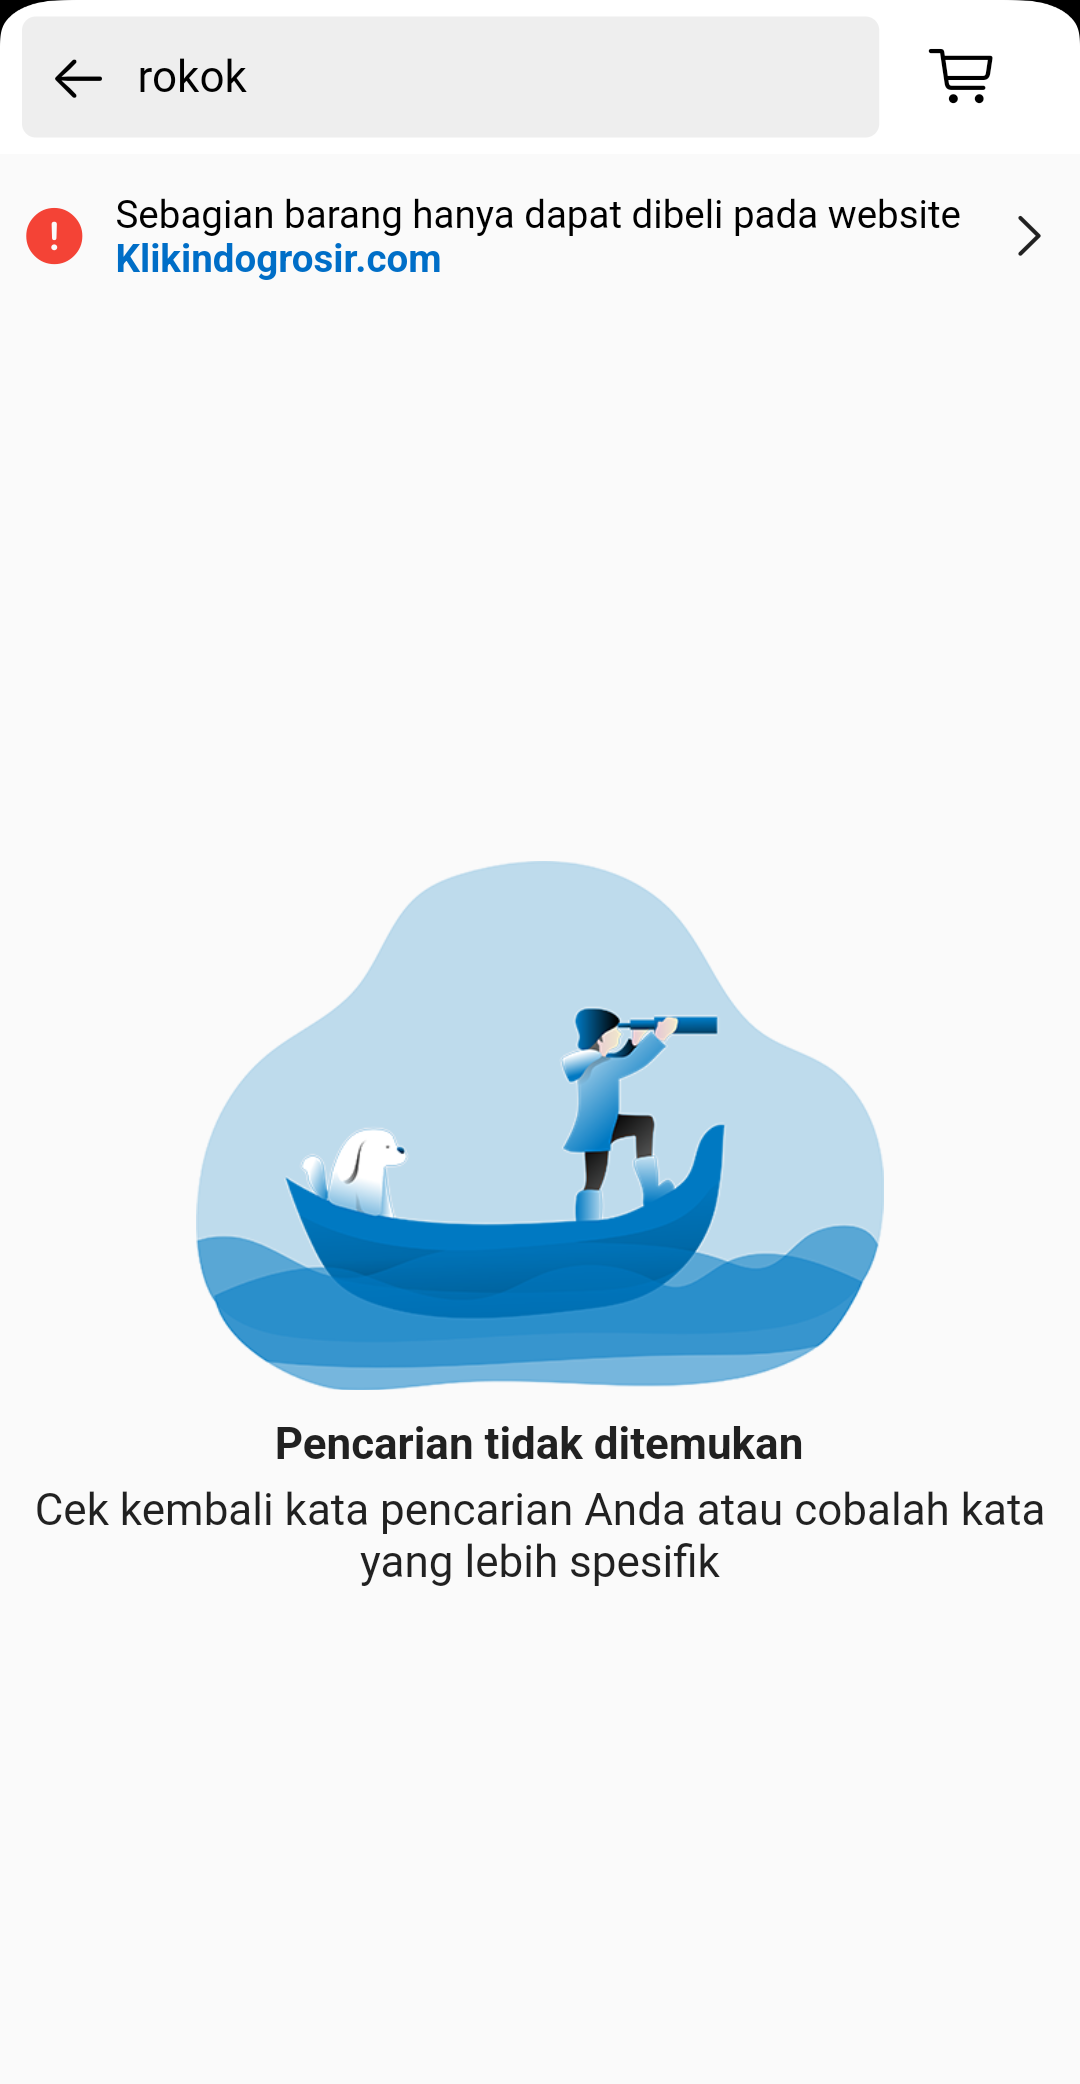 rokok
Sebagian barang hanya dapat dibeli pada website
Klikindogrosir.com
Pencarian tidak ditemukan
Cek kembali kata pencarian Anda atau cobalah kata
yang lebih spesifik